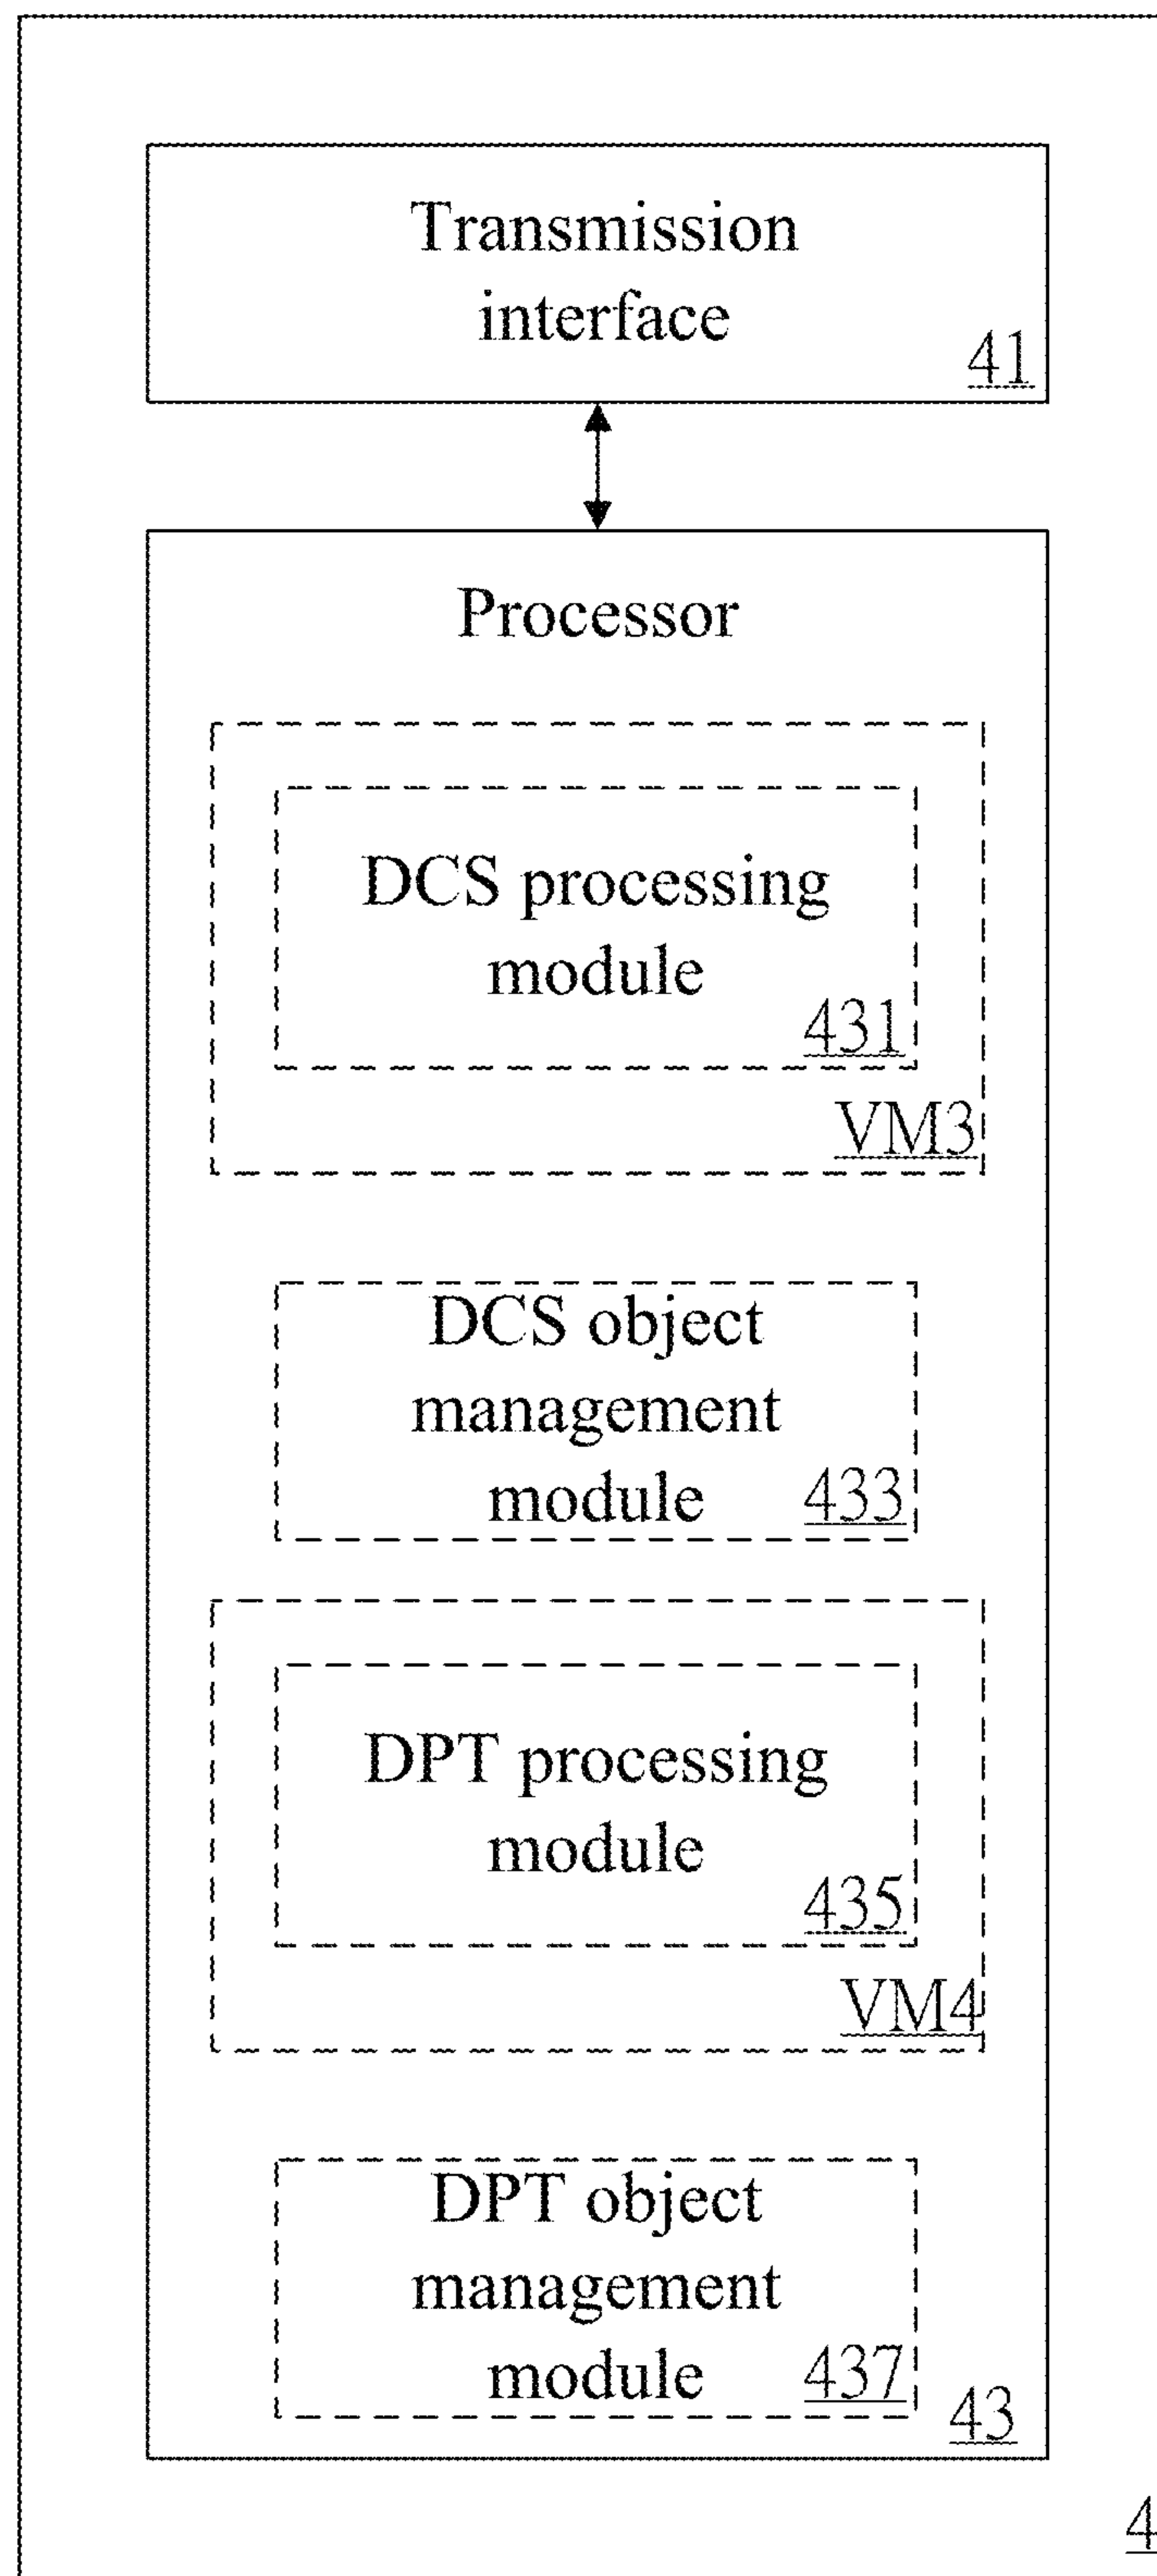 Transmission
interface
41
Processor
DCS processing
module
431
VM3
DCS object
management
module 433
DPT processing
module
435
VM4
DPT object
management
module 437
43
4